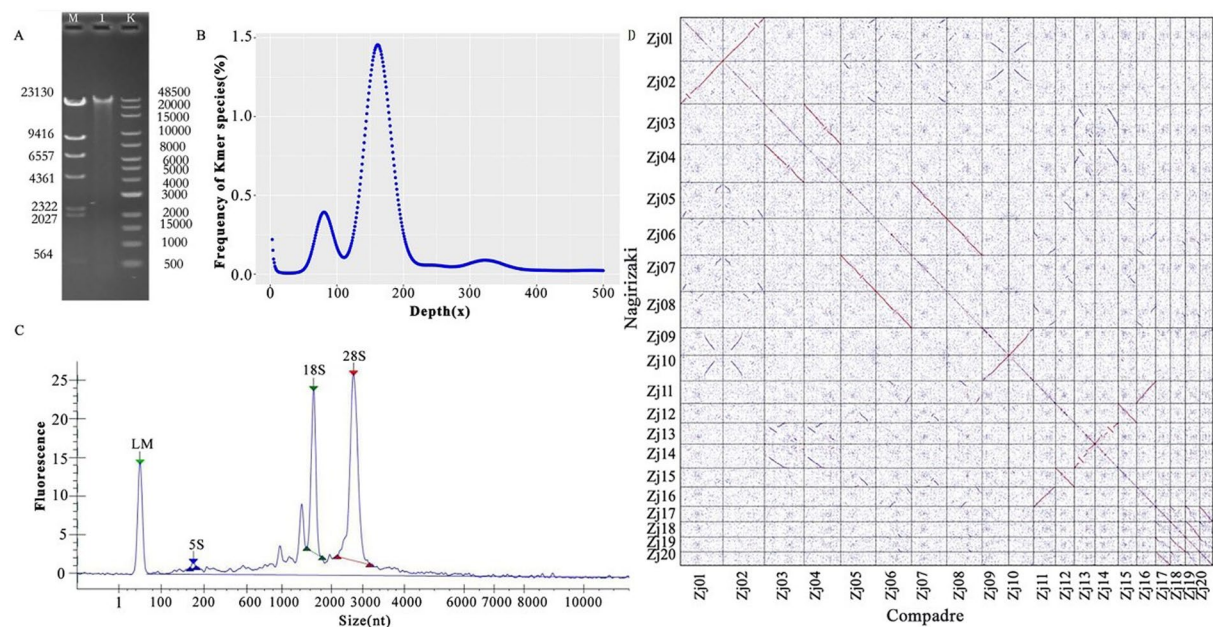 A
M 1 K
23130
9416
6557
4361
2322
2027
564
48500
20000
15000
10000
8000
6000
5000
4000
3000
2000
15000
1000
500
B
1.5
1.0
0.5
0.0
Frequency of Kmer species(%)
0 100 200 300 400 500
Depth(x)
C
25
20
15
10
5
0
Fluorescence
LM
5S
18S
28S
1 100 200 600 1000 2000 3000 4000 6000 7000 8000 10000
Size(nt)
D
Zj01
Zj02
Zj03
Zj04
Zj05
Zj06
Zj07
Zj08
Zj09
Zj10
Zj11
Zj12
Zj13
Zj14
Zj15
Zj16
Zj17
Zj18
Zj19
Zj20
Nagirizaki
Zj01 Zj02 Zj03 Zj04 Zj05 Zj06 Zj07 Zj08 Zj09 Zj10 Zj11 Zj12 Zj13 Zj14 Zj15 Zj16 Zj17 Zj18 Zj19 Zj20
Compadre